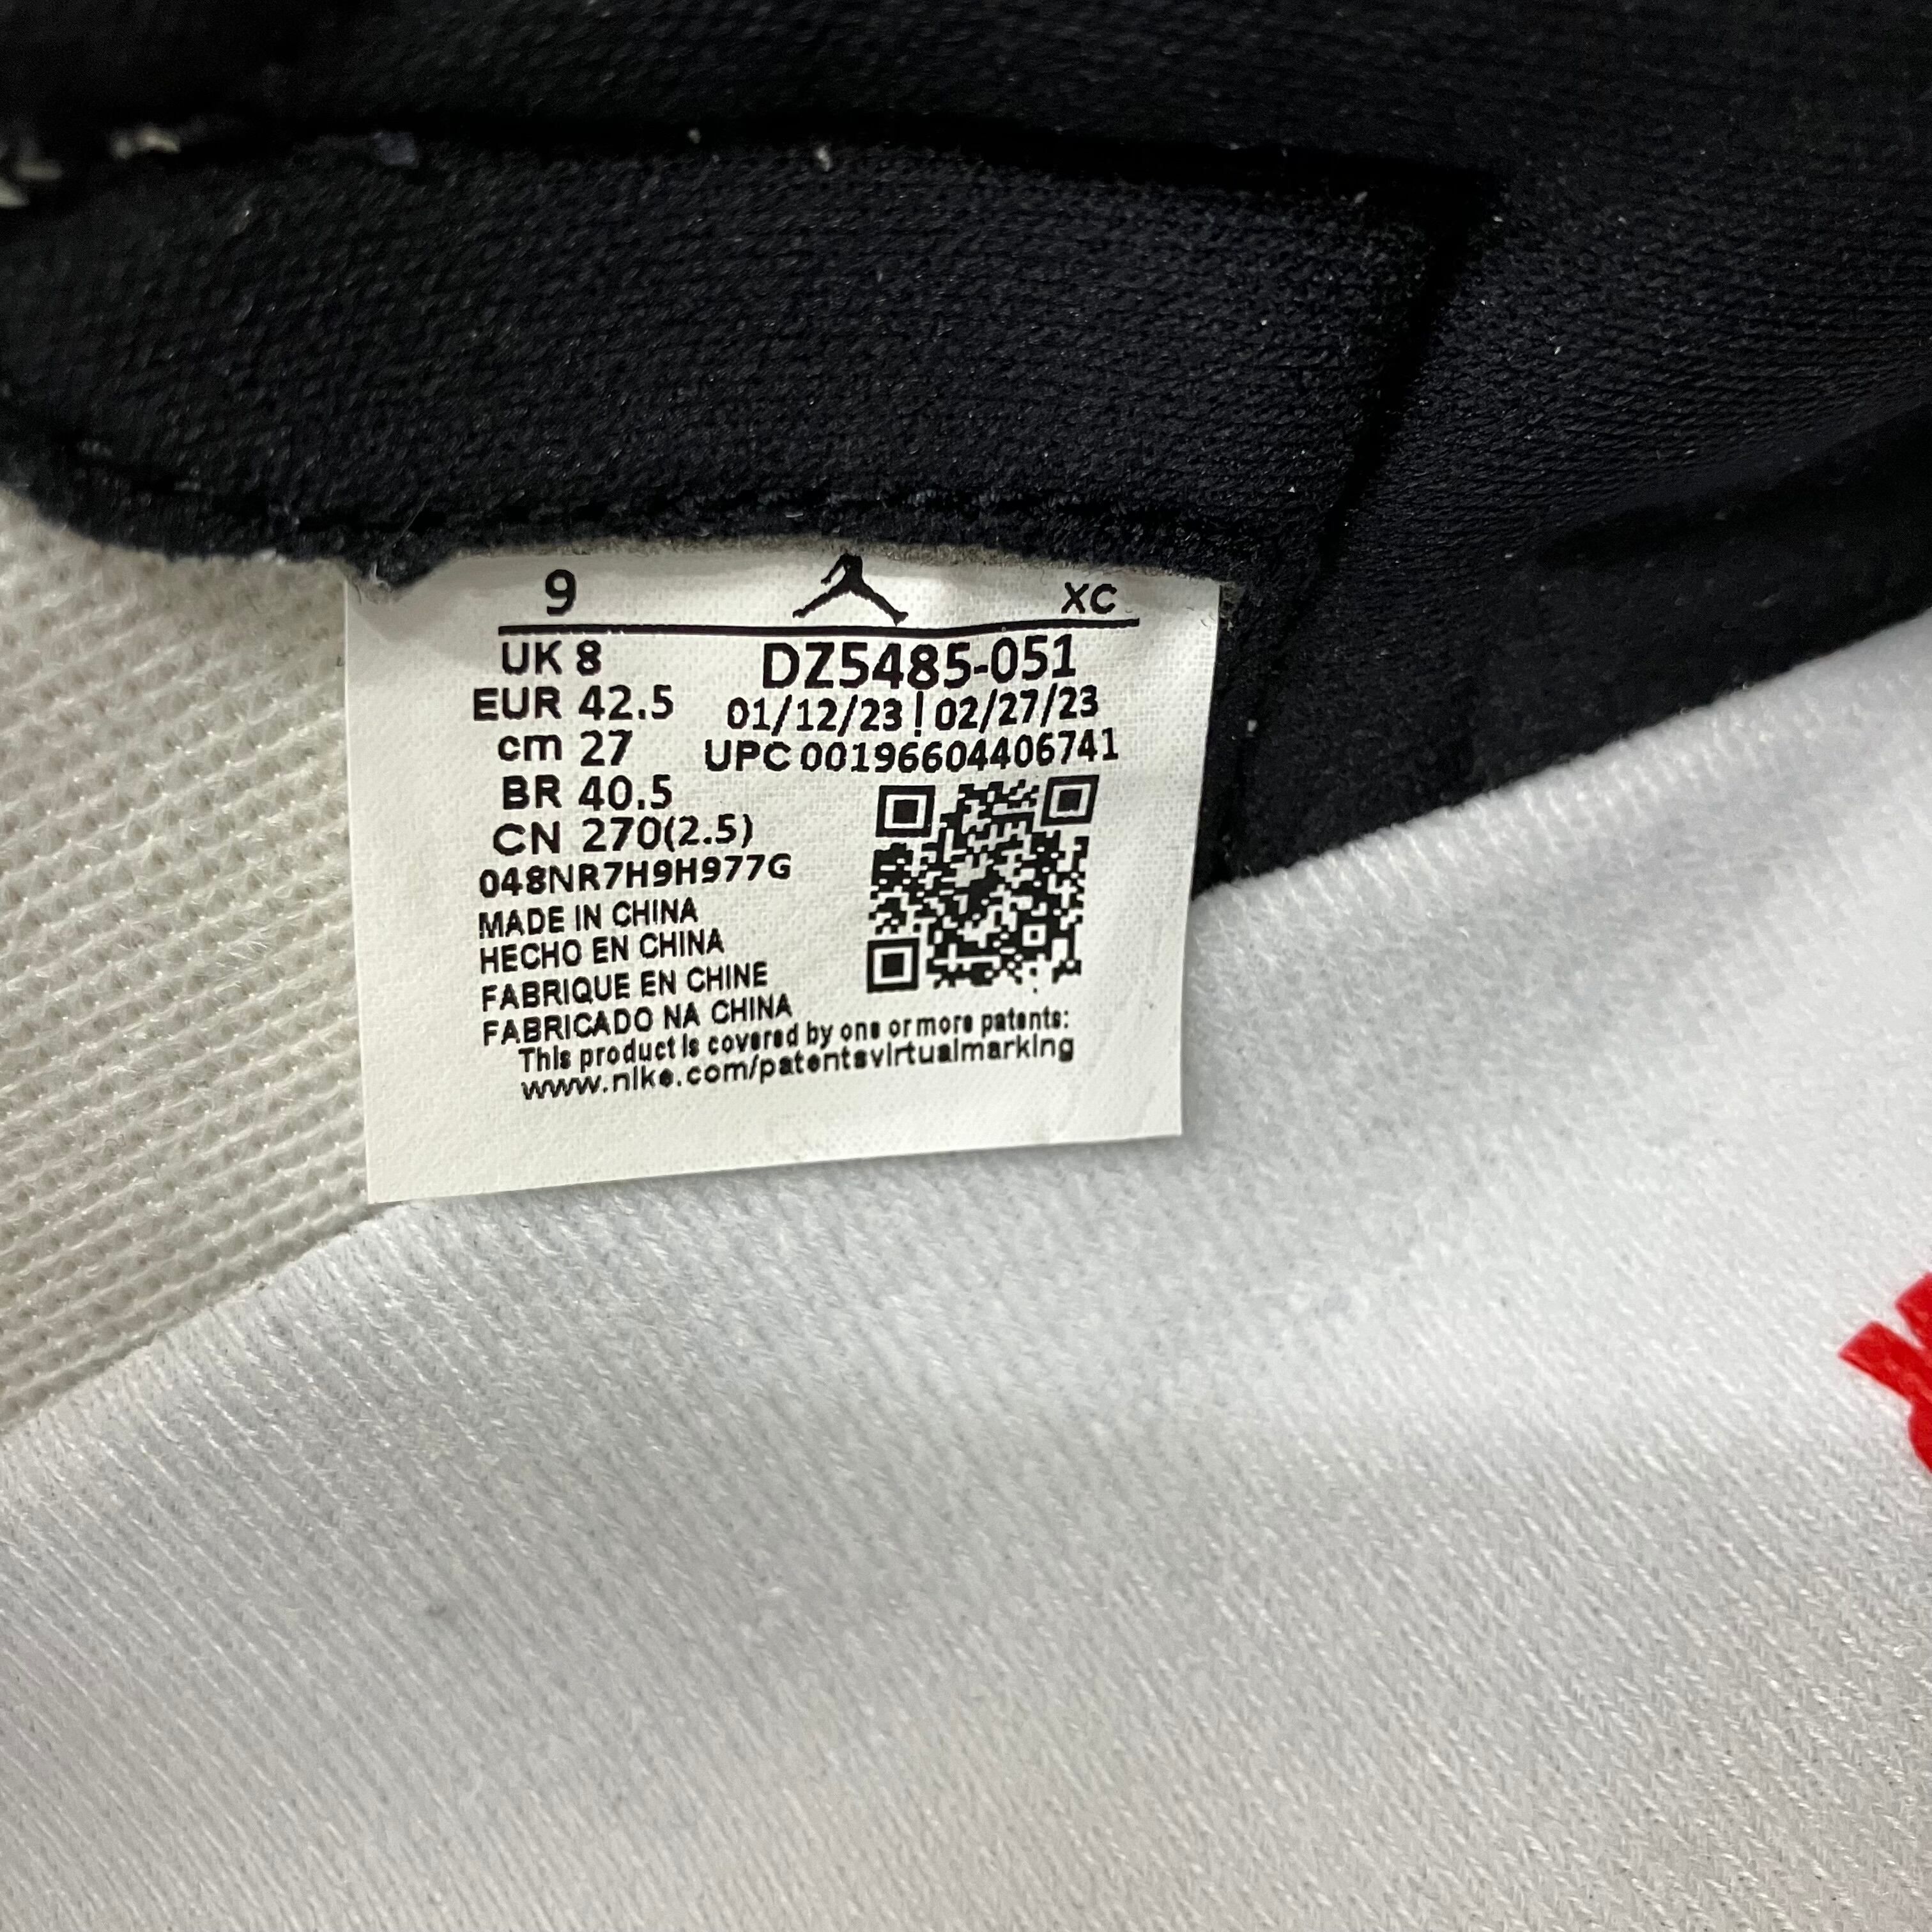 9 XC
UK 8 DZ5485-051
EUR 42.5 01/12/23 | 02/27/23
cm 27 UPC 00196604406741
BR 40.5
CN 270(2.5)
048NR7H9H977G
MADE IN CHINA
HECHO EN CHINA
FABRIQUE EN CHINE
FABRICADO NA CHINA
This product is covered by one or more patents:
www.nike.com/patentsvirtualmarking